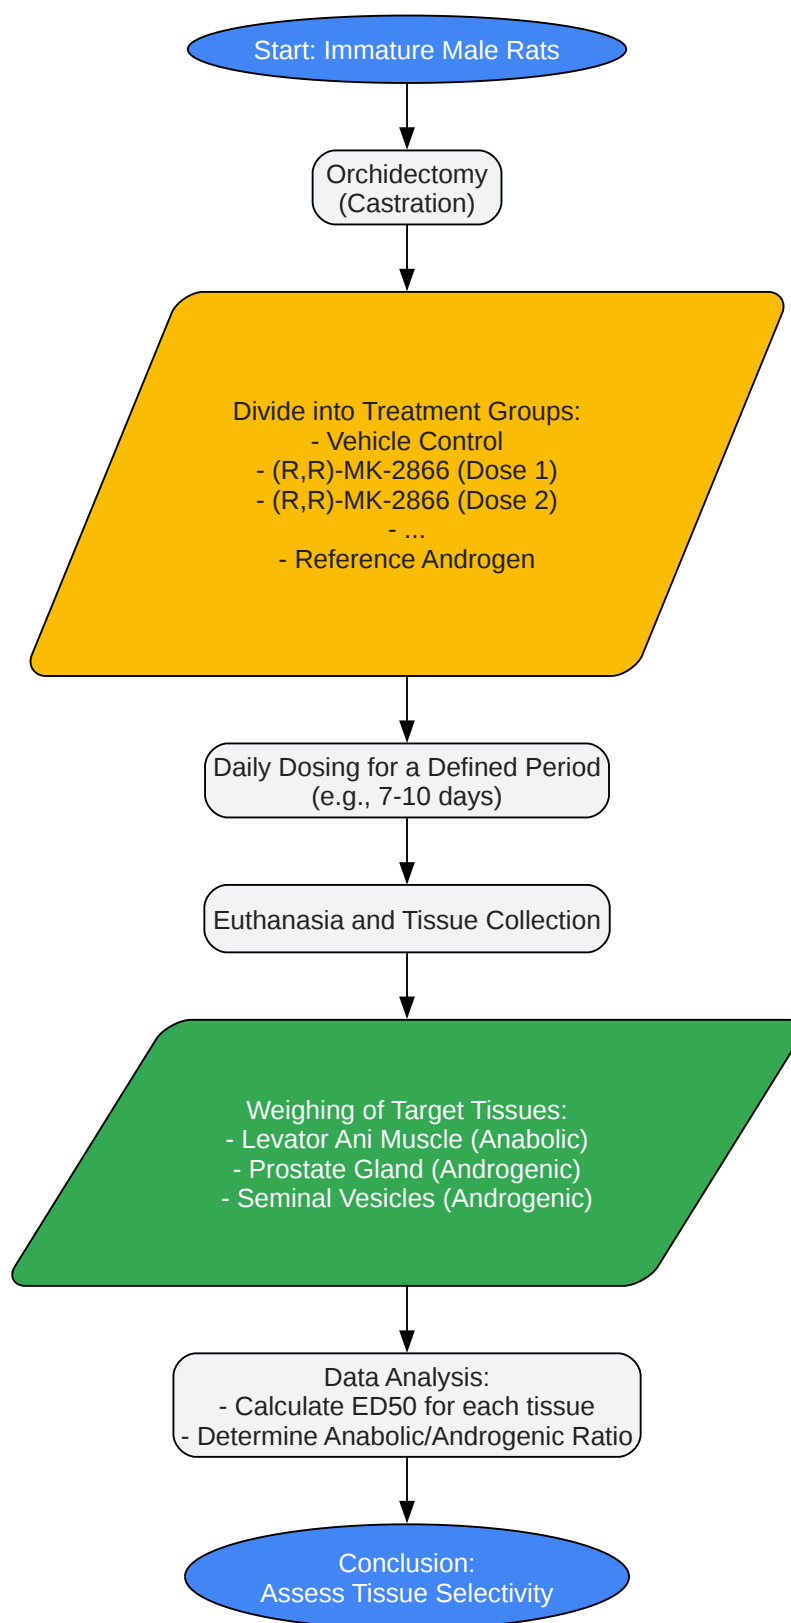 Start: Immature Male Rats
Orchidectomy
(Castration)
Divide into Treatment Groups:
- Vehicle Control
- (R,R)-MK-2866 (Dose 1)
- (R,R)-MK-2866 (Dose 2)
- ...
- Reference Androgen
Daily Dosing for a Defined Period
(e.g., 7-10 days)
Euthanasia and Tissue Collection
Weighing of Target Tissues:
- Levator Ani Muscle (Anabolic)
- Prostate Gland (Androgenic)
- Seminal Vesicles (Androgenic)
Data Analysis:
- Calculate ED50 for each tissue
- Determine Anabolic/Androgenic Ratio
Conclusion:
Assess Tissue Selectivity